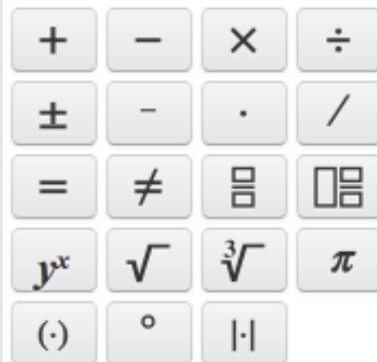 + − × ÷
± − · /
= ≠ ▯/▯ ▯▯/▯
yˣ √ ∛ π
(·) ° |·|